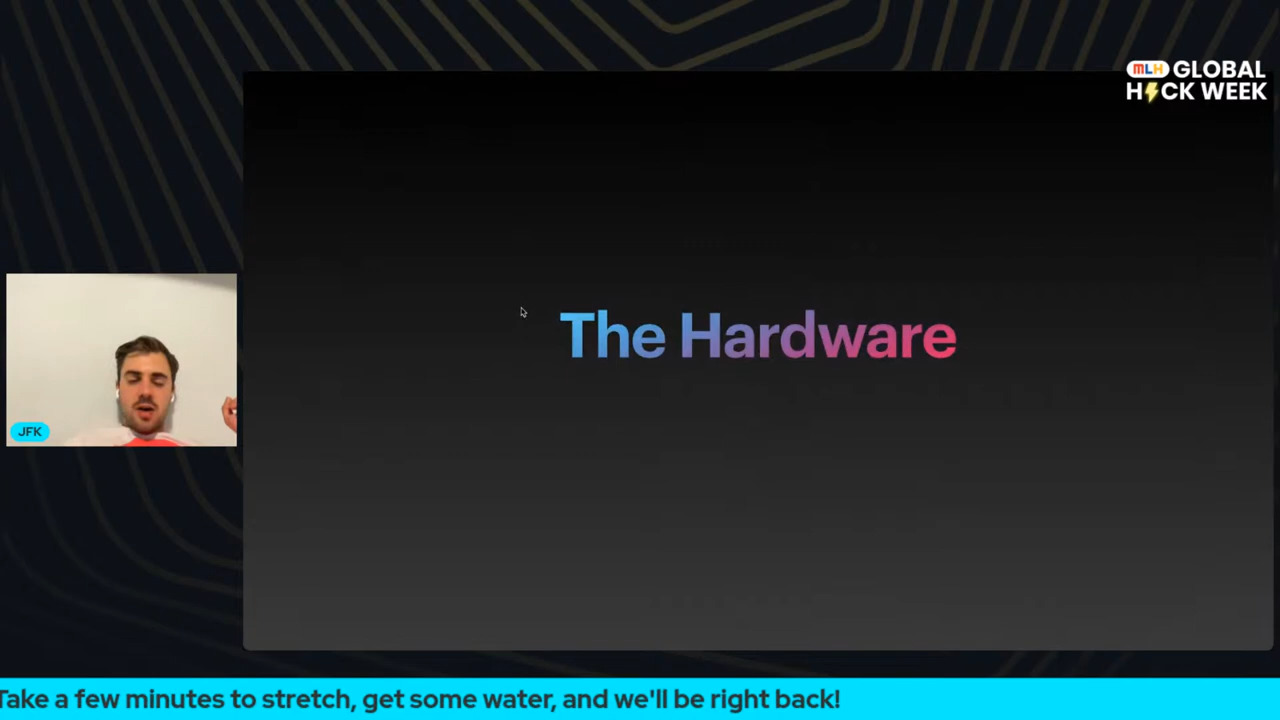 MLH GLOBAL
HACK WEEK
The Hardware
JFK
Take a few minutes to stretch, get some water, and we'll be right back!